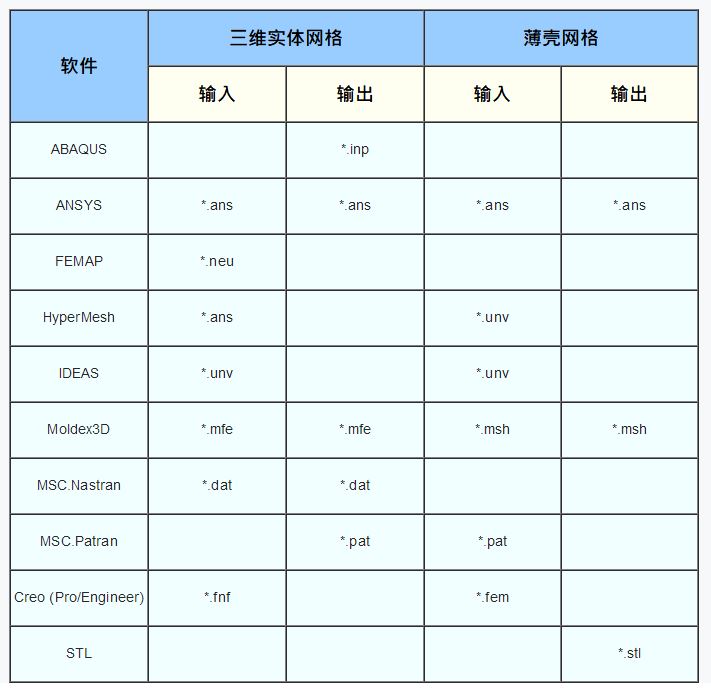 软件 三维实体网格 薄壳网格
输入 输出 输入 输出
ABAQUS *.inp
ANSYS *.ans *.ans *.ans *.ans
FEMAP *.neu
HyperMesh *.ans *.unv
IDEAS *.unv *.unv
Moldex3D *.mfe *.mfe *.msh *.msh
MSC.Nastran *.dat *.dat
MSC.Patran *.pat *.pat
Creo (Pro/Engineer) *.fnf *.fem
STL *.stl